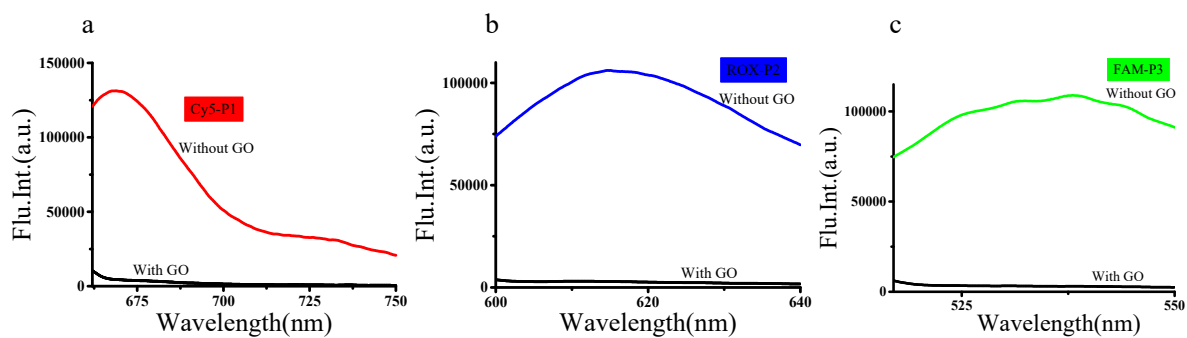 a
Flu.Int.(a.u.)
150000
100000
50000
0
Cy5-P1
Without GO
With GO
675
700
725
750
Wavelength(nm)
b
Flu.Int.(a.u.)
100000
50000
0
ROX-P2
Without GO
With GO
600
620
640
Wavelength(nm)
c
Flu.Int.(a.u.)
100000
50000
0
FAM-P3
Without GO
With GO
525
550
Wavelength(nm)